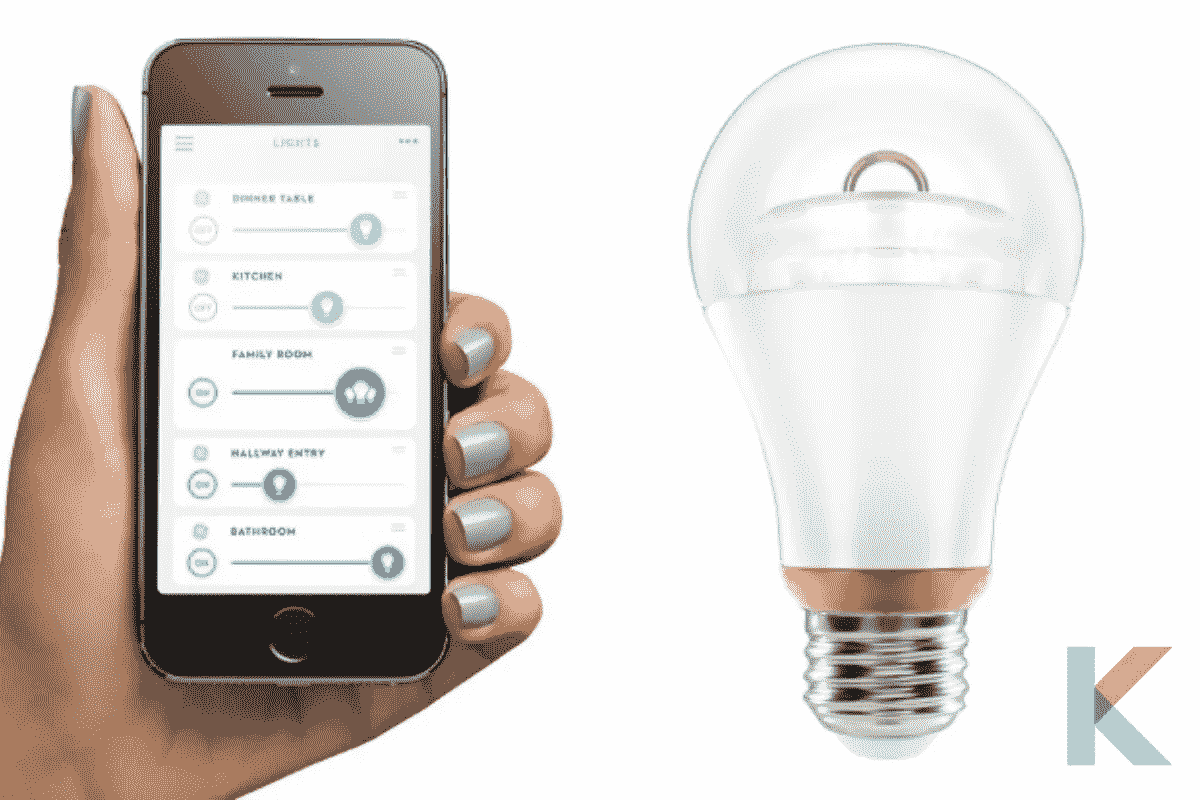 LIGHTS
DINNER TABLE
OFF
KITCHEN
OFF
FAMILY ROOM
ON
HALLWAY ENTRY
ON
BATHROOM
ON
K